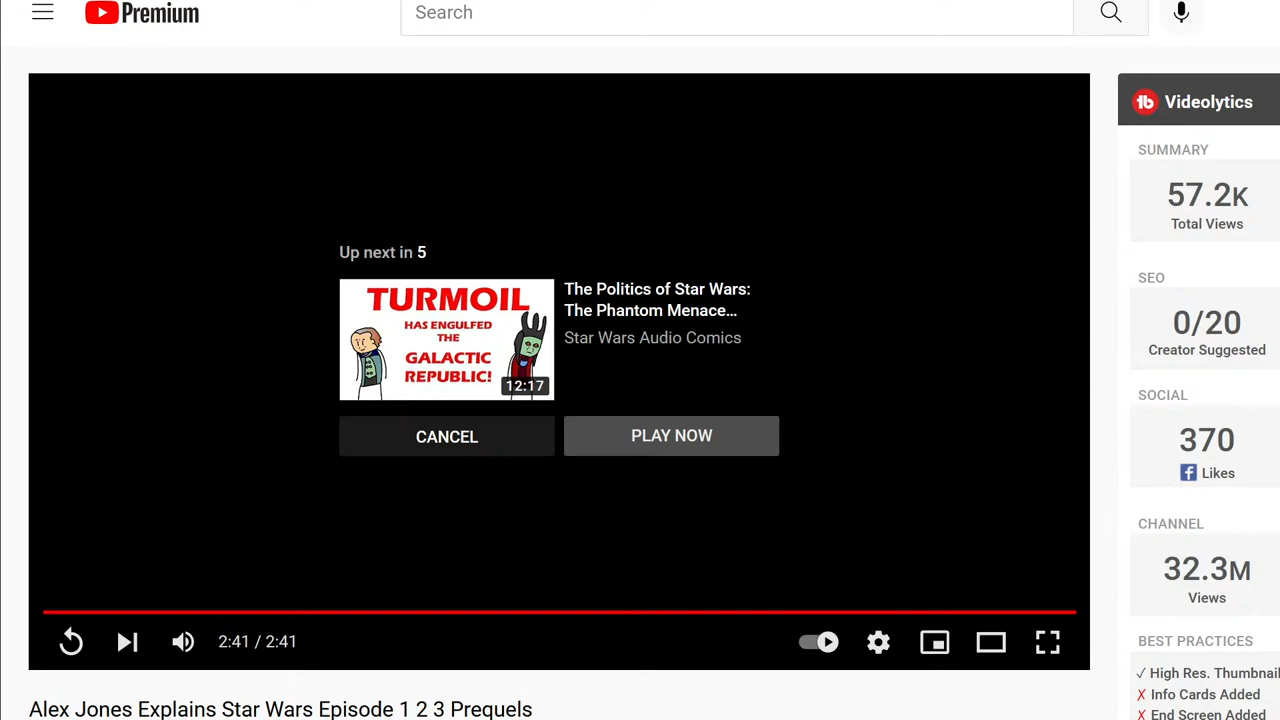 Premium
Search
Up next in 5
TURMOIL
HAS ENGULFED
THE
GALACTIC
REPUBLIC!
12:17
The Politics of Star Wars:
The Phantom Menace...
Star Wars Audio Comics
CANCEL
PLAY NOW
2:41 / 2:41
Alex Jones Explains Star Wars Episode 1 2 3 Prequels
tb Videolytics
SUMMARY
57.2K
Total Views
SEO
0/20
Creator Suggested
SOCIAL
370
f Likes
CHANNEL
32.3M
Views
BEST PRACTICES
✓ High Res. Thumbnail
✗ Info Cards Added
✗ End Screen Added